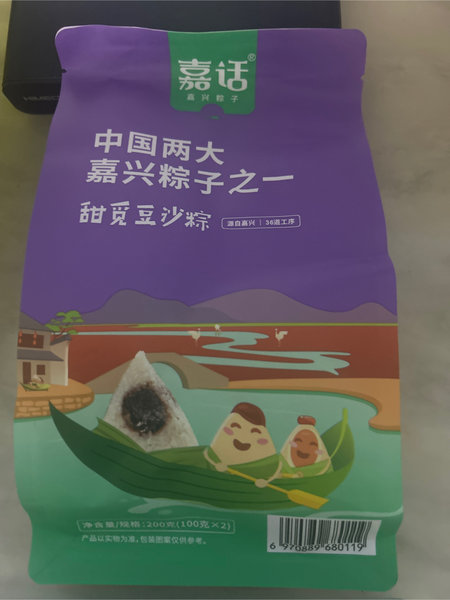 嘉话®
嘉兴粽子
中国两大
嘉兴粽子之一
甜觅豆沙粽
源自嘉兴 | 36道工序
净含量/规格:200克(100克×2)
产品以实物为准,包装图案仅供参考。
6 970889 680119